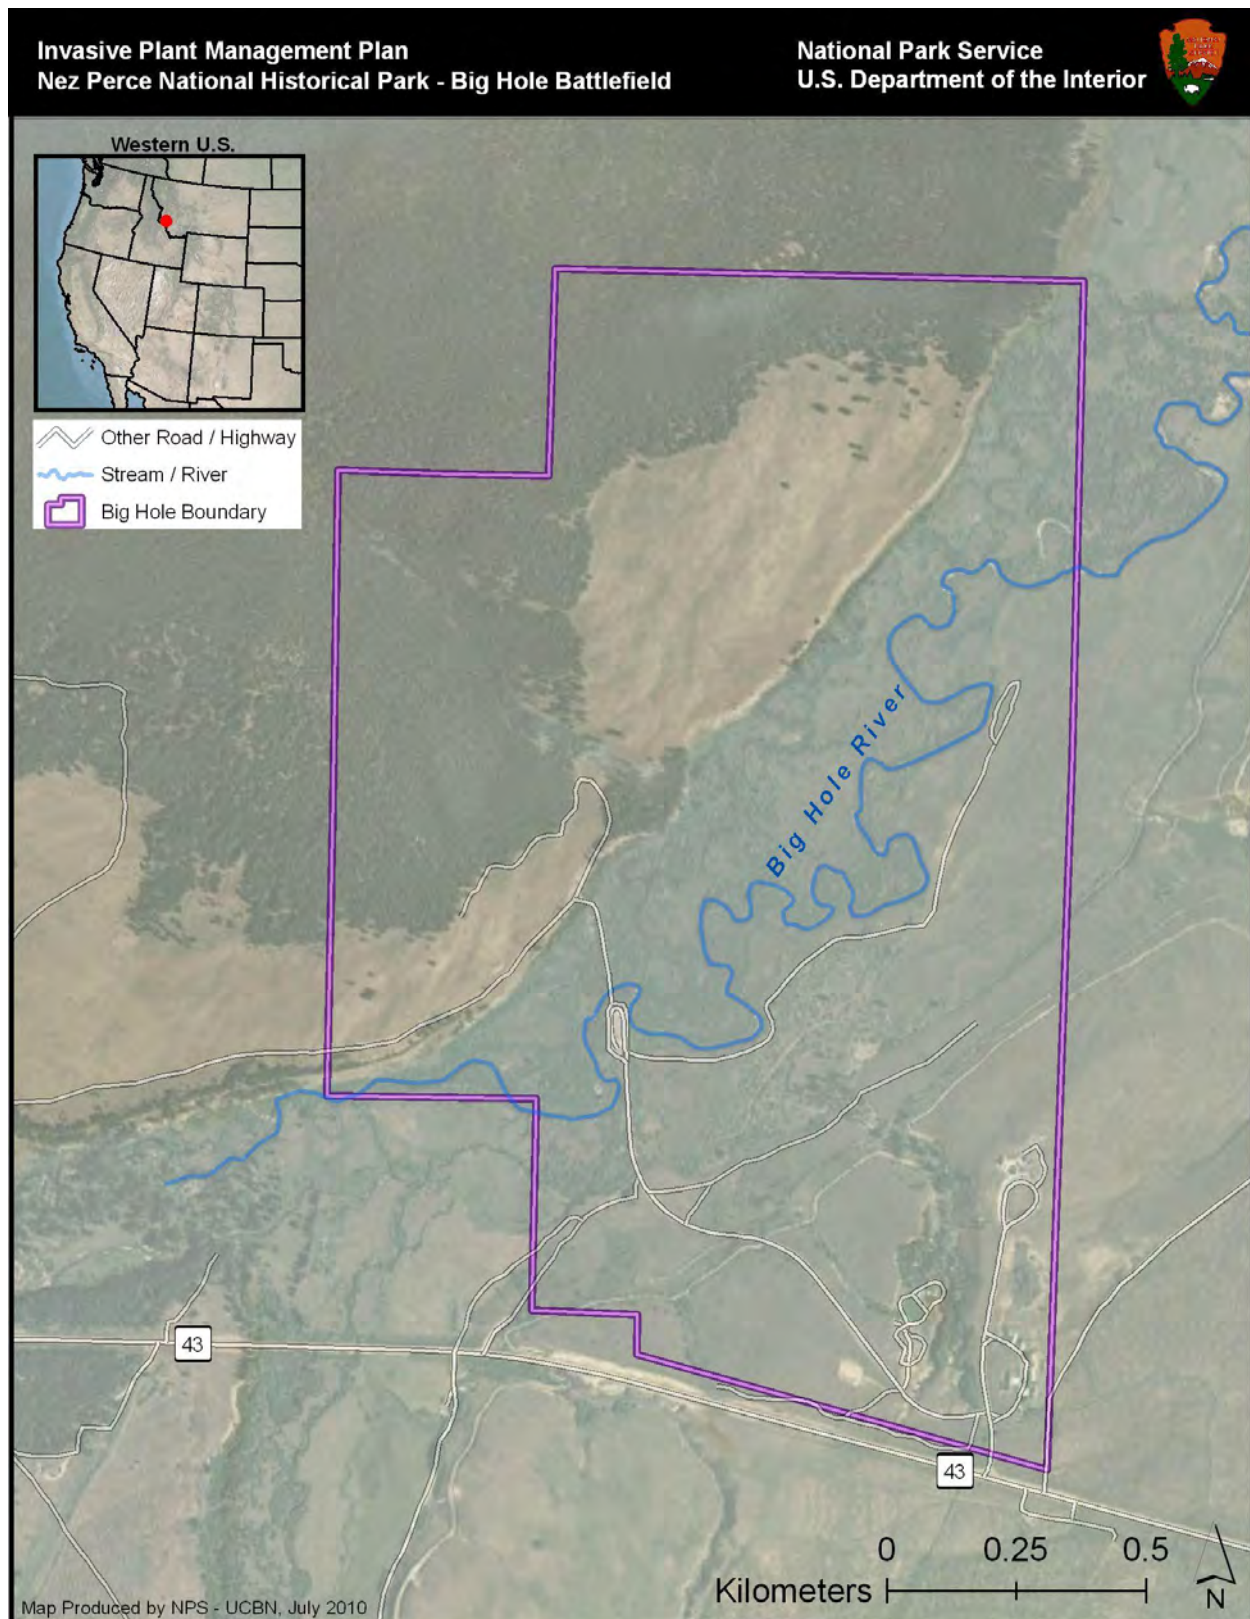 Invasive Plant Management Plan
Nez Perce National Historical Park - Big Hole Battlefield
National Park Service
U.S. Department of the Interior
Western U.S.
Other Road / Highway
Stream / River
Big Hole Boundary
Big Hole River
43
43
0 0.25 0.5
Kilometers
N
Map Produced by NPS - UCBN, July 2010